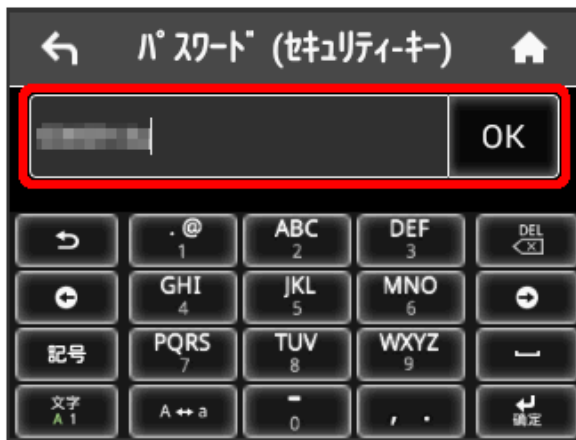 パスワード (セキュリティ-キー)
OK
. @ ABC DEF DEL
1 2 3
GHI JKL MNO
4 5 6
記号 PQRS TUV WXYZ
7 8 9
文字 A ↔ a - , .
A 1 0 確定